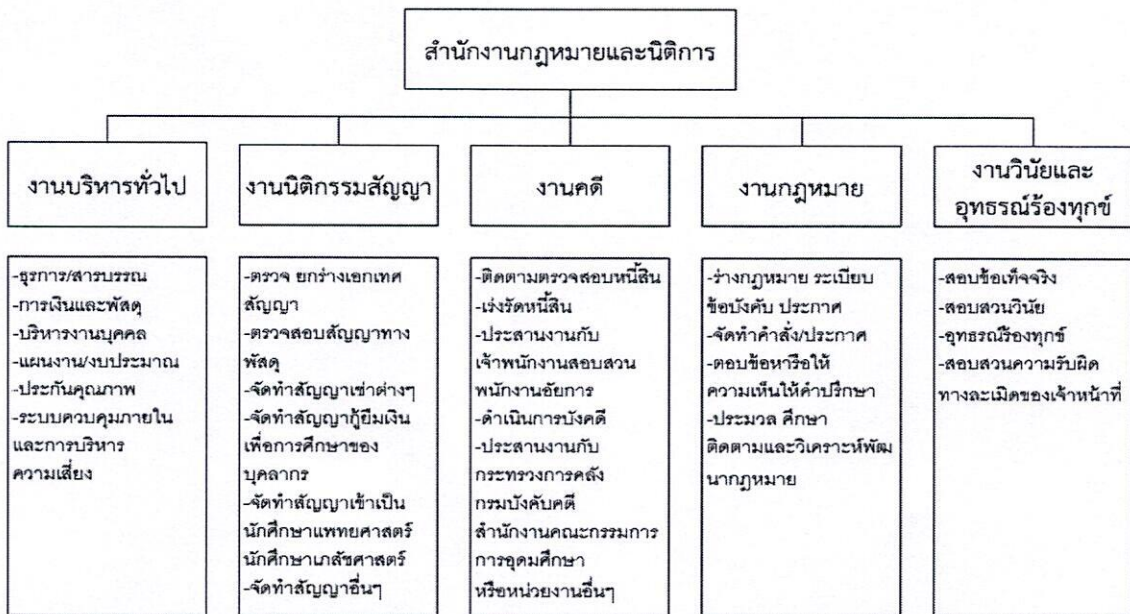 สำนักงานกฎหมายและนิติการ
งานบริหารทั่วไป
-ธุรการ/สารบรรณ
-การเงินและพัสดุ
-บริหารงานบุคคล
-แผนงาน/งบประมาณ
-ประกันคุณภาพ
-ระบบควบคุมภายใน
และการบริหาร
ความเสี่ยง
งานนิติกรรมสัญญา
-ตรวจ ยกร่างเอกเทศ
สัญญา
-ตรวจสอบสัญญาทาง
พัสดุ
-จัดทำสัญญาเช่าต่างๆ
-จัดทำสัญญากู้ยืมเงิน
เพื่อการศึกษาของ
บุคลากร
-จัดทำสัญญาเข้าเป็น
นักศึกษาแพทยศาสตร์
นักศึกษาเภสัชศาสตร์
-จัดทำสัญญาอื่นๆ
งานคดี
-ติดตามตรวจสอบหนี้สิน
-เร่งรัดหนี้สิน
-ประสานงานกับ
เจ้าพนักงานสอบสวน
พนักงานอัยการ
-ดำเนินการบังคดี
-ประสานงานกับ
กระทรวงการคลัง
กรมบังคับคดี
สำนักงานคณะกรรมการ
การอุดมศึกษา
หรือหน่วยงานอื่นๆ
งานกฎหมาย
-ร่างกฎหมาย ระเบียบ
ข้อบังคับ ประกาศ
-จัดทำคำสั่ง/ประกาศ
-ตอบข้อหารือให้
ความเห็นให้คำปรึกษา
-ประมวล ศึกษา
ติดตามและวิเคราะห์พัฒ
นากฎหมาย
งานวินัยและ
อุทธรณ์ร้องทุกข์
-สอบข้อเท็จจริง
-สอบสวนวินัย
-อุทธรณ์ร้องทุกข์
-สอบสวนความรับผิด
ทางละเมิดของเจ้าหน้าที่